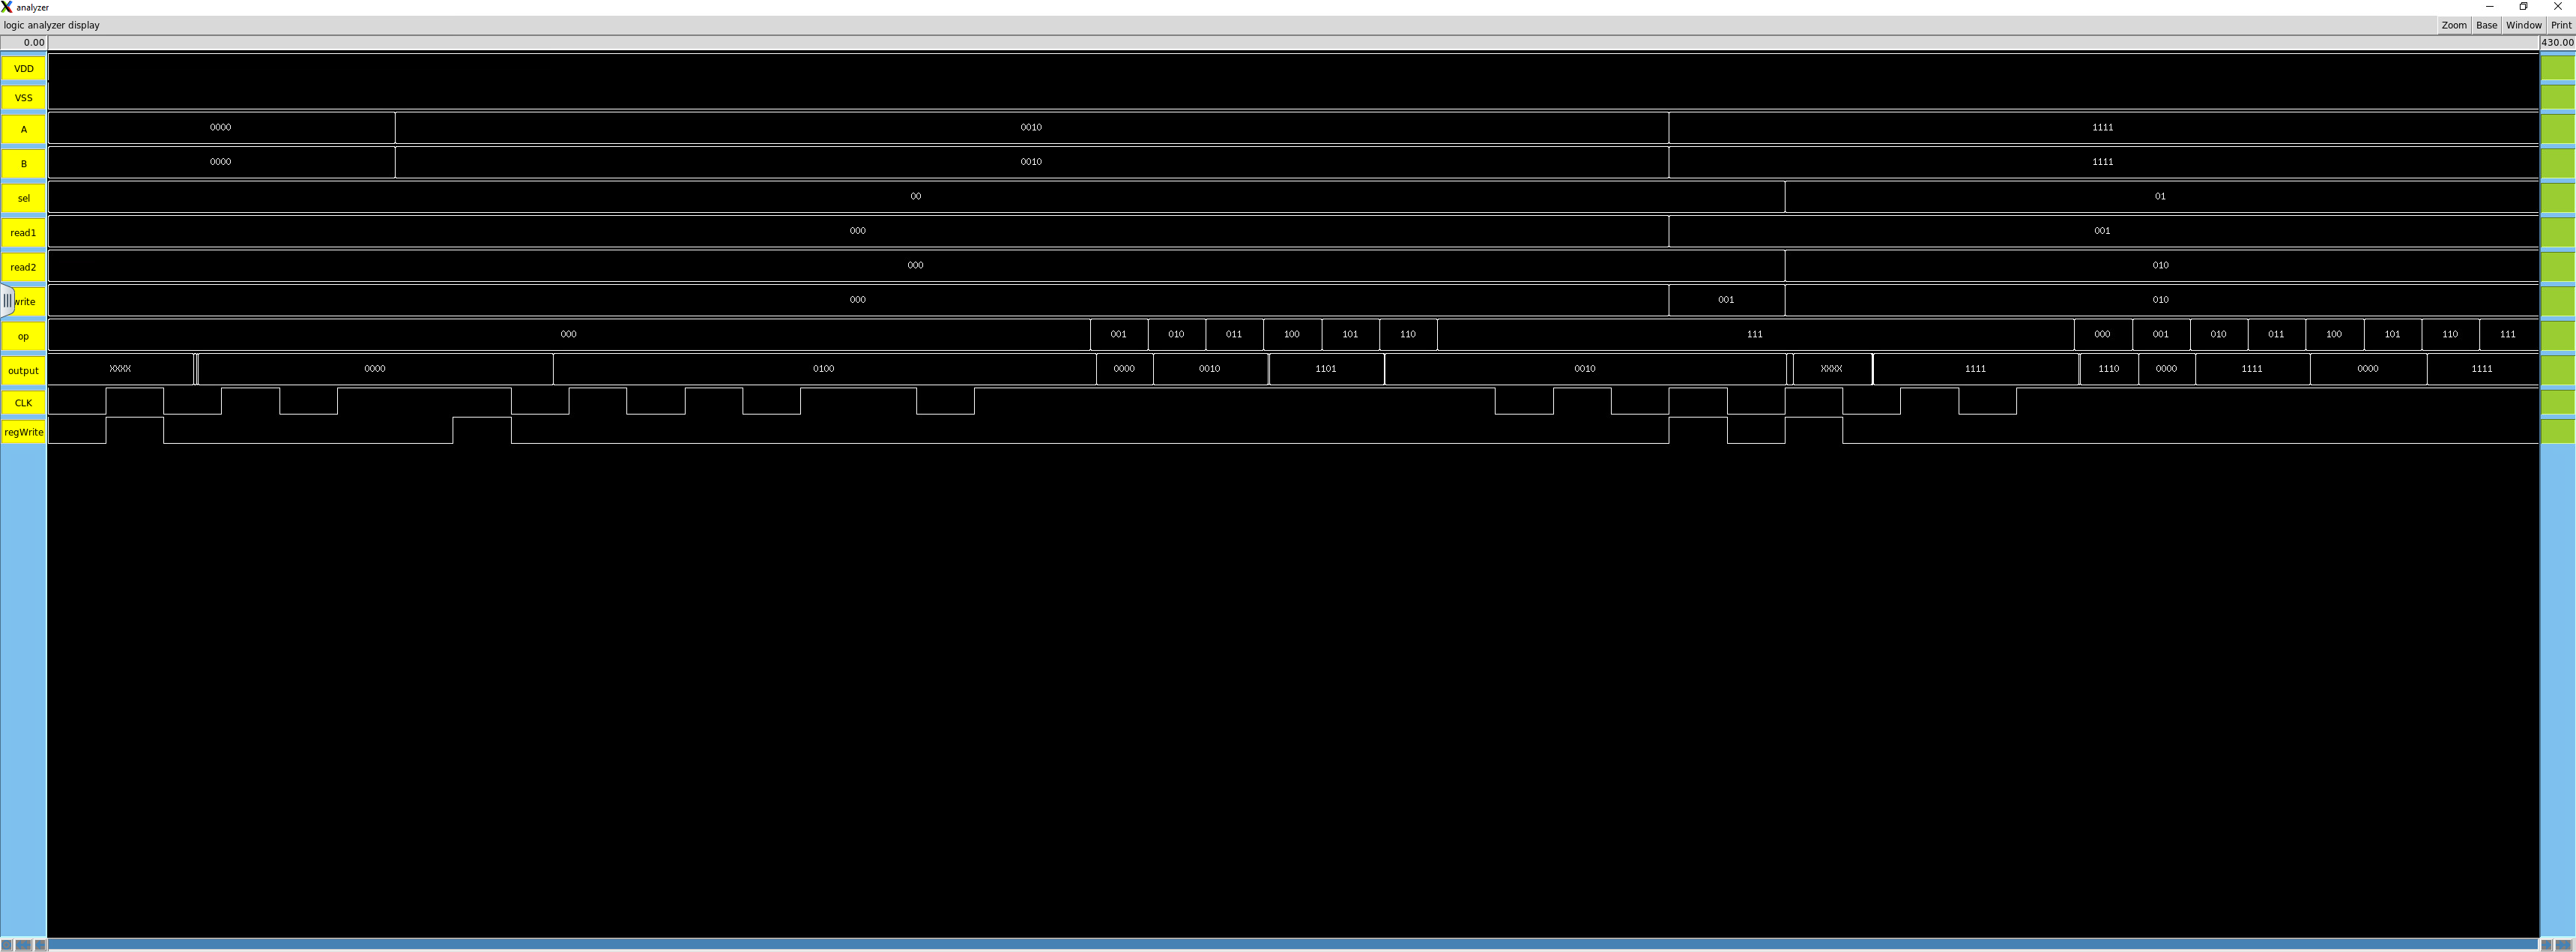 analyzer
logic analyzer display Zoom Base Window Print
0.00 430.00
VDD
VSS
A 0000 0010 1111
B 0000 0010 1111
sel 00 01
read1 000 001
read2 000 010
write 000 001 010
op 000 001 010 011 100 101 110 111 000 001 010 011 100 101 110 111
output XXXX 0000 0100 0000 0010 1101 0010 XXXX 1111 1110 0000 1111 0000 1111
CLK
regWrite